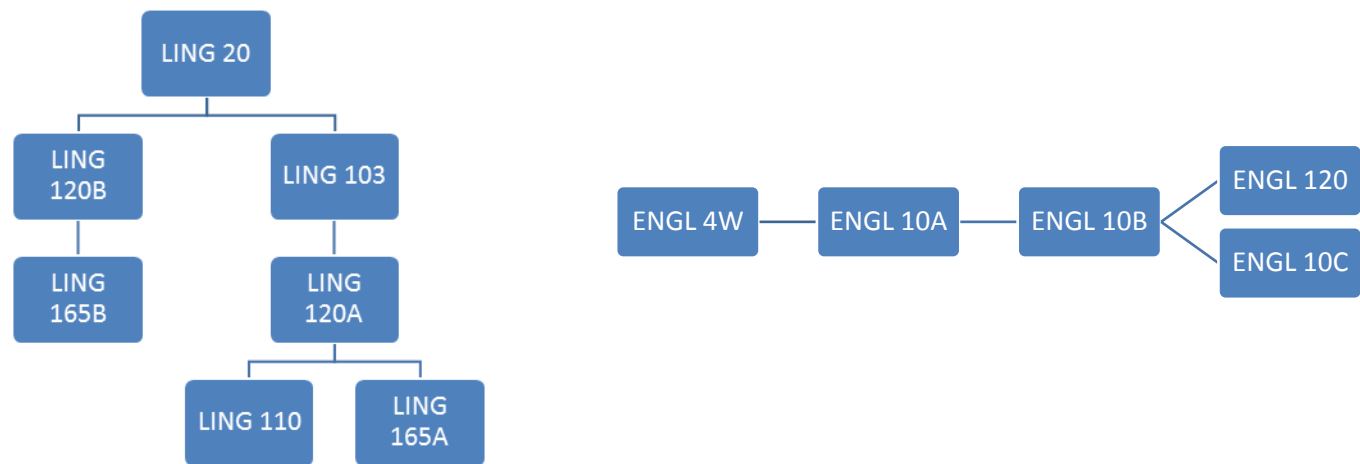 LING 20
LING
120B
LING 103
LING
165B
LING
120A
LING 110
LING
165A
ENGL 4W
ENGL 10A
ENGL 10B
ENGL 120
ENGL 10C